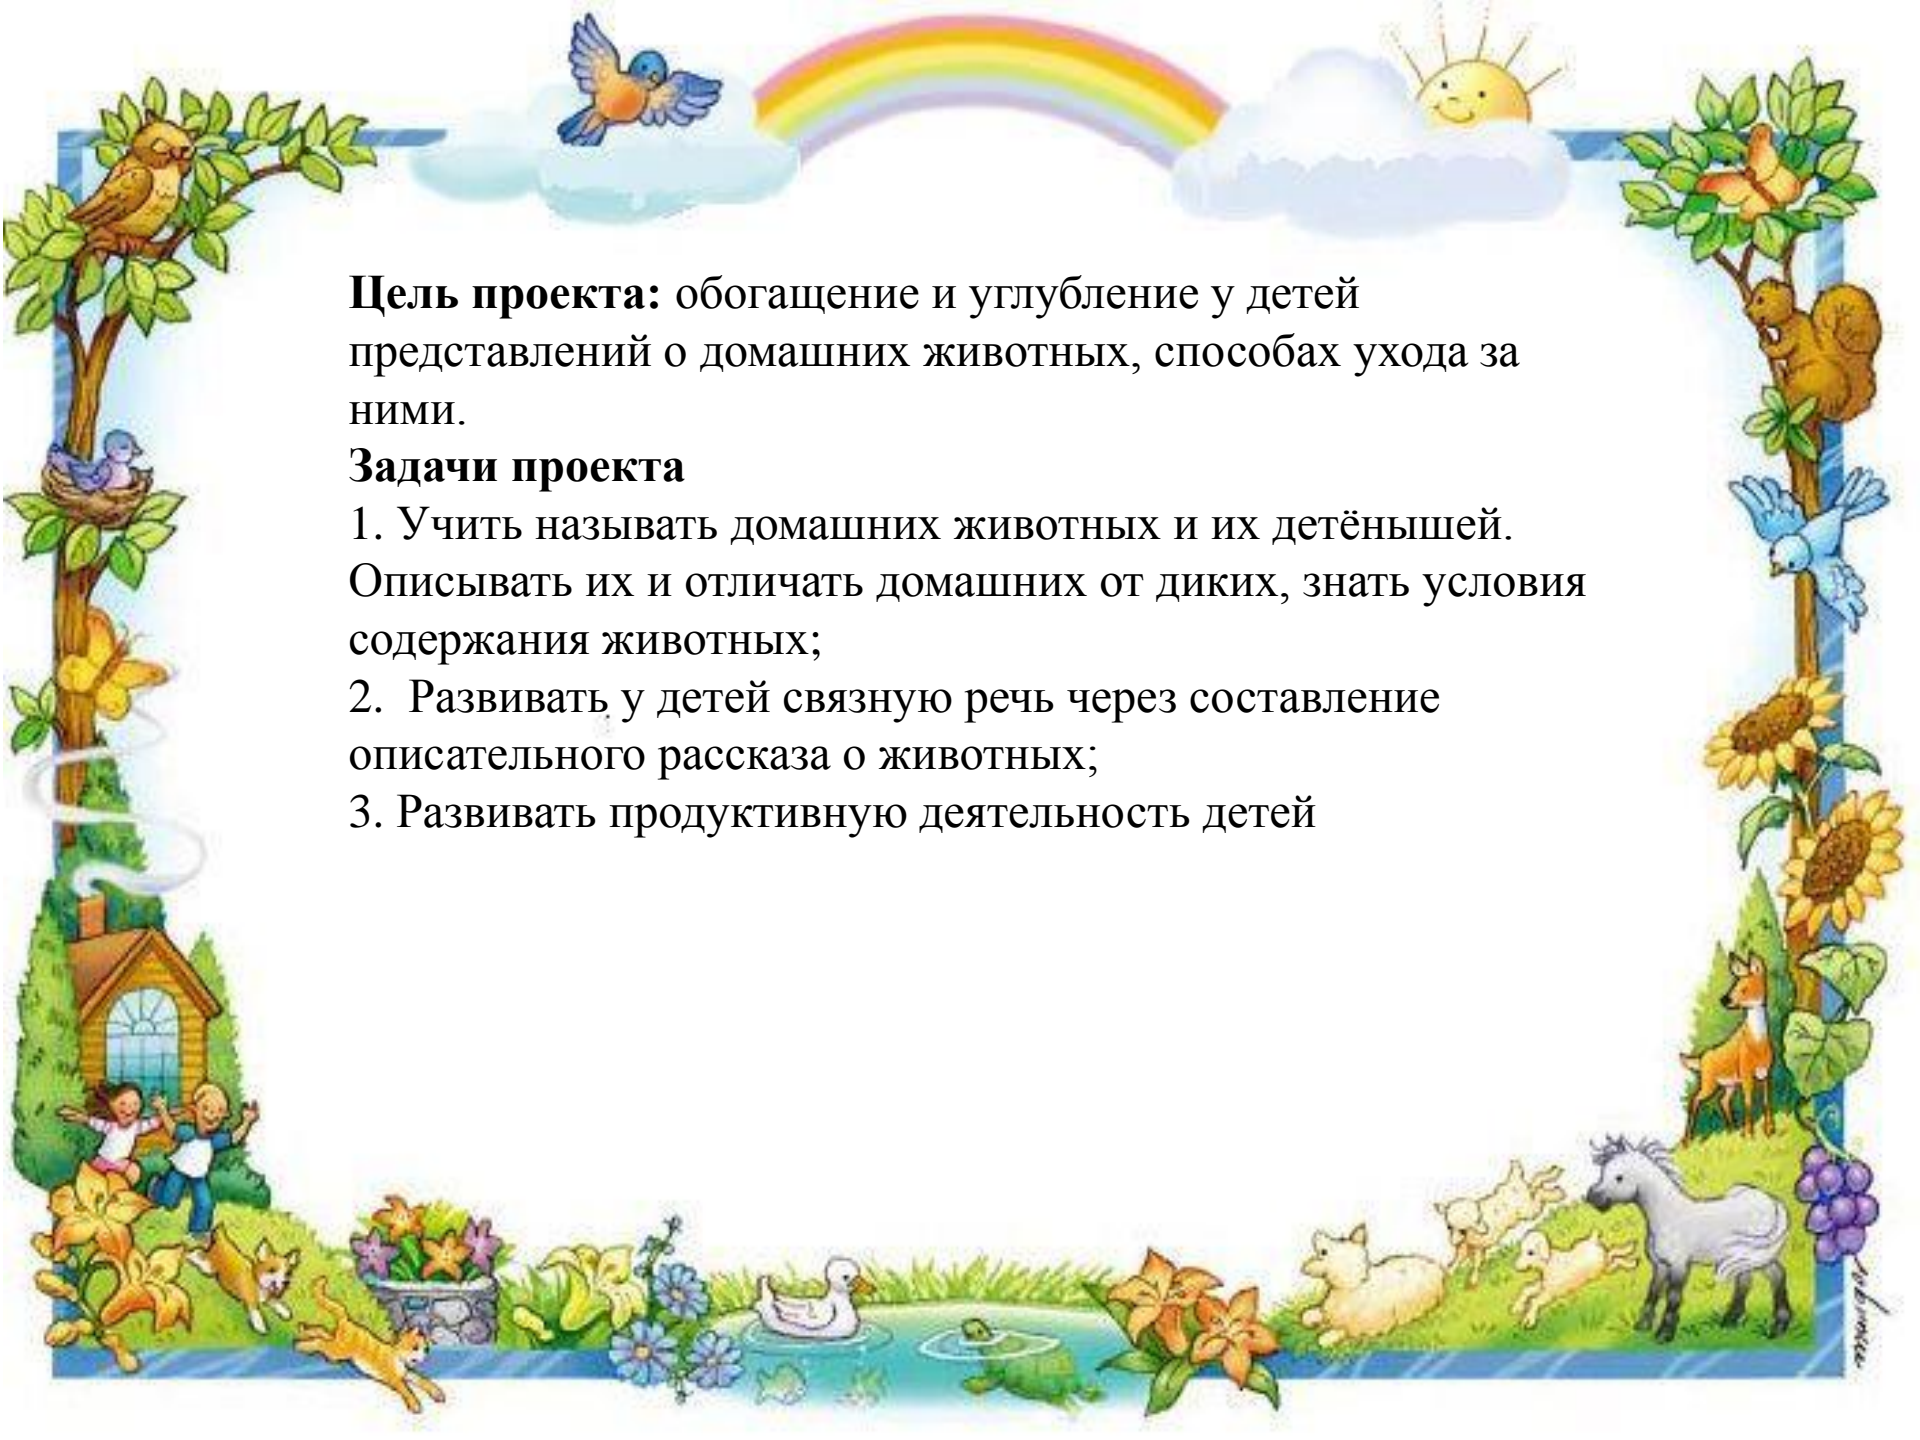 Цель проекта: обогащение и углубление у детей
представлений о домашних животных, способах ухода за
ними.
Задачи проекта
1. Учить называть домашних животных и их детёнышей.
Описывать их и отличать домашних от диких, знать условия
содержания животных;
2. Развивать у детей связную речь через составление
описательного рассказа о животных;
3. Развивать продуктивную деятельность детей